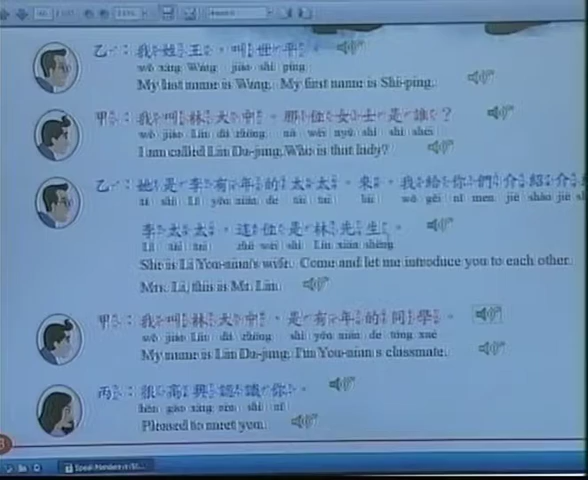 乙:我姓王,叫世平。
wǒ xìng Wáng jiào shì píng
My last name is Wang. My first name is Shi-ping.
甲:我叫林大中。那位女士是誰?
wǒ jiào Lín dà zhōng nà wèi nyǔ shì shì shéi
I am called Lin Da-jung. Who is that lady?
乙:她是李有年的太太。來,我給你們介紹介
tā shì Lǐ yǒu nián de tài tai lái wǒ gěi nǐ men jiè shào jiè
李太太,這位是林先生。
Lǐ tài tai zhè wèi shì Lín xiān shēng
She is Li You-nian's wife. Come and let me introduce you to each other.
Mrs. Li, this is Mr. Lin.
甲:我叫林大中,是有年的同學。
wǒ jiào Lín dà zhōng shì yǒu nián de tóng xué
My name is Lin Da-jung. I'm You-nian's classmate.
丙:很高興認識你。
hěn gāo xìng rèn shì nǐ
Pleased to meet you.